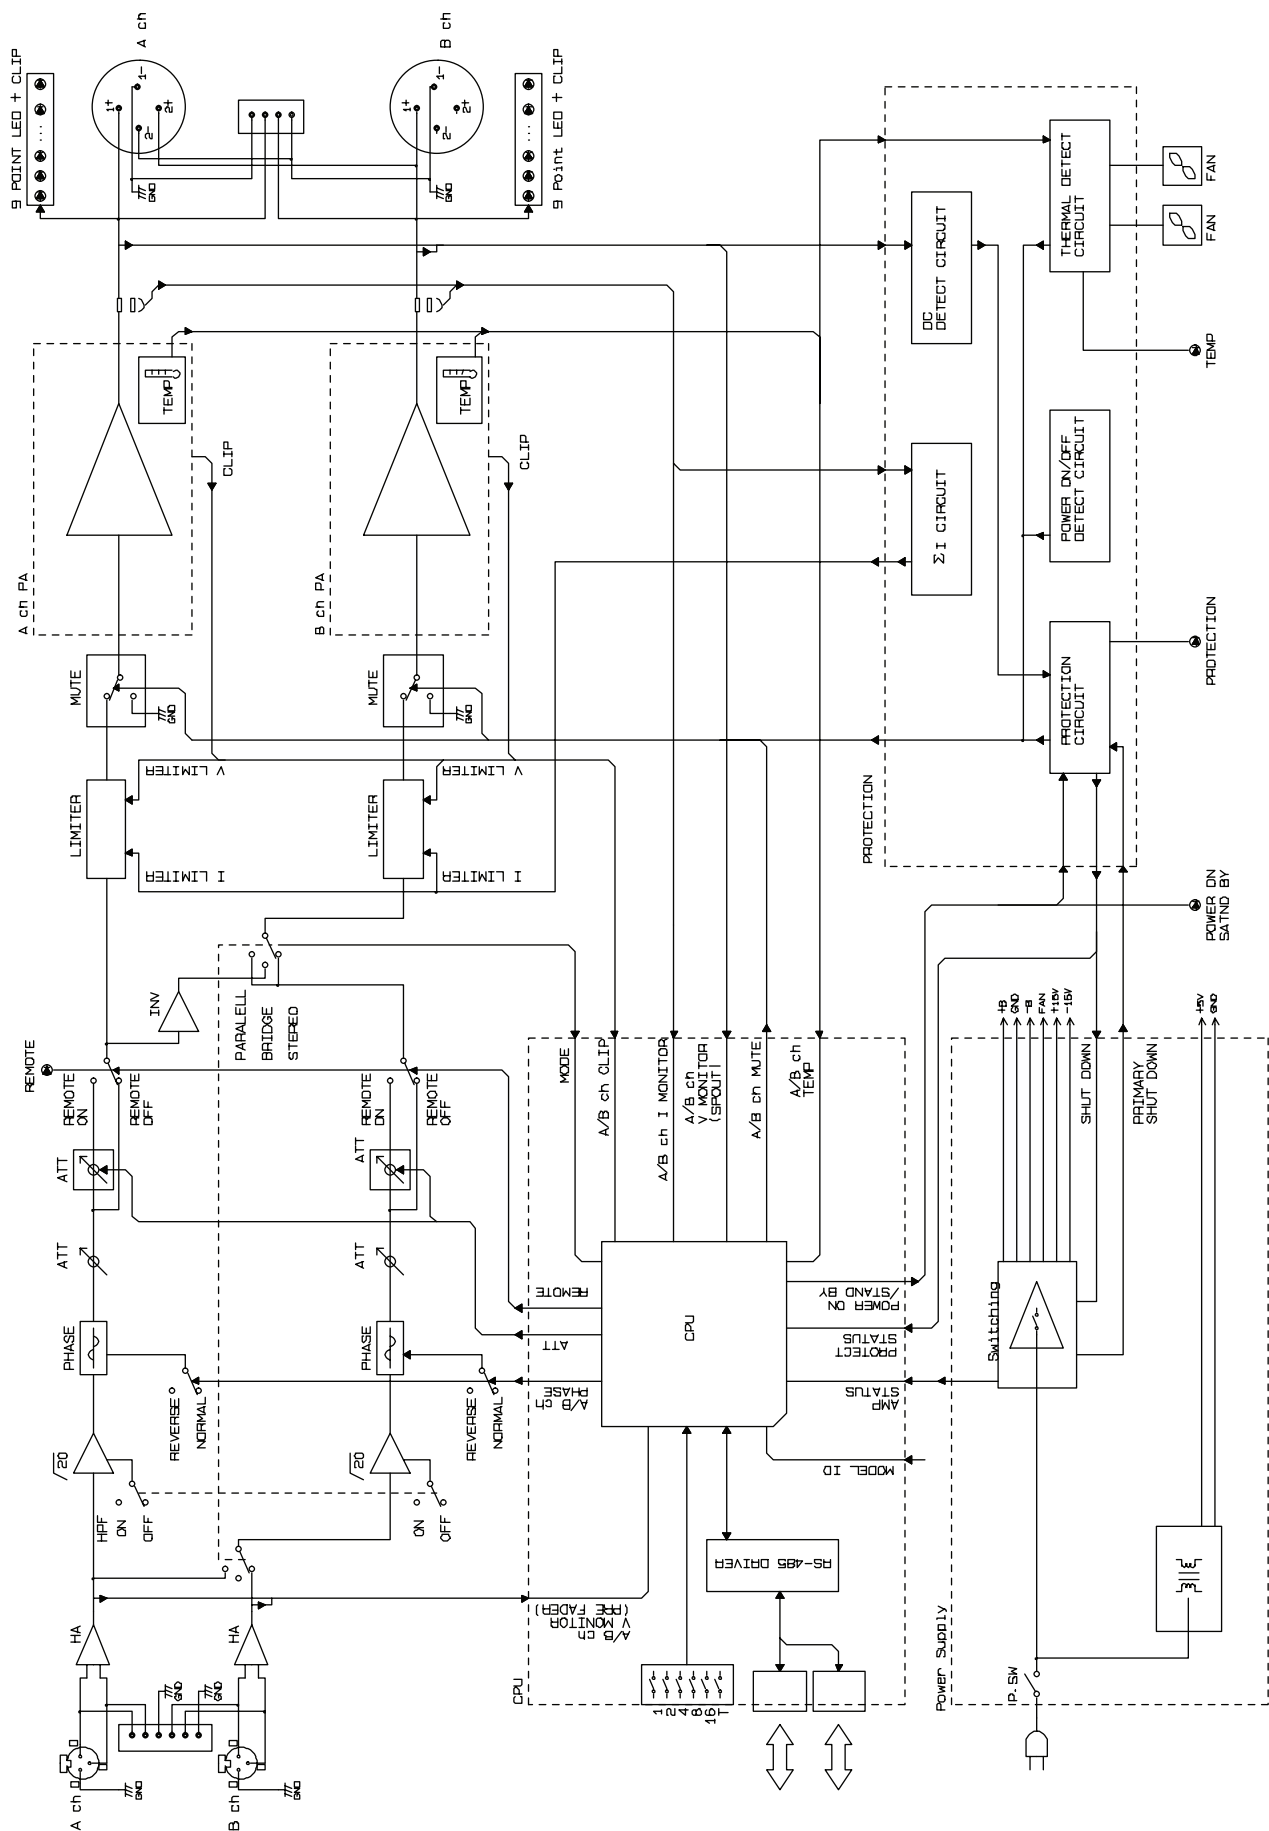 A ch
B ch
GND
GND
GND
GND
HA
HA
HPF
ON
OFF
ON
OFF
/20
/20
REVERSE
NORMAL
REVERSE
NORMAL
PHASE
PHASE
ATT
ATT
ATT
ATT
REMOTE
REMOTE
ON
REMOTE
OFF
REMOTE
ON
REMOTE
OFF
INV
PARALELL
BRIDGE
STEREO
LIMITER
LIMITER
I LIMITER
V LIMITER
I LIMITER
V LIMITER
MUTE
GND
MUTE
GND
A ch PA
B ch PA
CLIP
CLIP
TEMP
TEMP
9 POINT LED + CLIP
A ch
1+
1-
2+
2-
GND
B ch
1+
1-
2+
2-
GND
9 Point LED + CLIP
CPU
A/B ch
V MONITOR
(PRE FADER)
1
2
4
8
16
T
RS-485 DRIVER
MODEL ID
CPU
A/B ch
PHASE
ATT
REMOTE
AMP
STATUS
PROTECT
STATUS
POWER ON
/STAND BY
MODE
A/B ch CLIP
A/B ch I MONITOR
A/B ch
V MONITOR
(SPOUT)
A/B ch MUTE
A/B ch
TEMP
Power Supply
P.SW
Switching
+B
GND
-B
FAN
+15V
-15V
+5V
GND
SHUT DOWN
PRIMARY
SHUT DOWN
POWER ON
SATND BY
PROTECTION
PROTECTION
CIRCUIT
PROTECTION
Σ I CIRCUIT
POWER ON/OFF
DETECT CIRCUIT
DC
DETECT CIRCUIT
THERMAL DETECT
CIRCUIT
TEMP
FAN
FAN